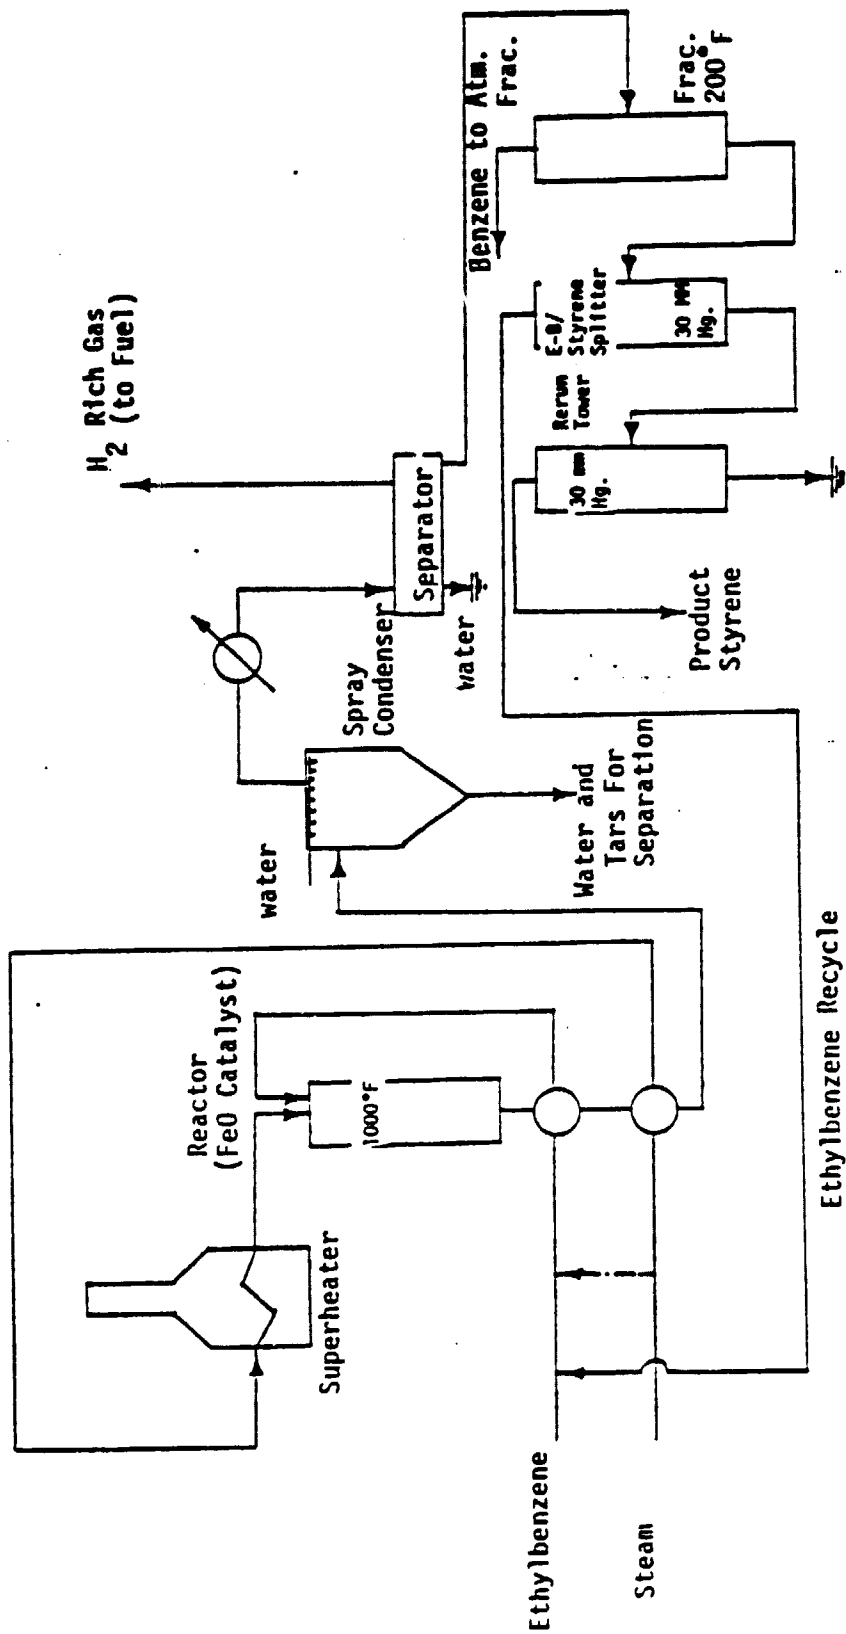 H2 Rich Gas
(to Fuel)
Reactor
(FeO Catalyst)
1000°F
Superheater
Water
Spray
Condenser
Separator
Water
Water and
Tars For
Separation
Benzene to Atm.
Frac.
Frac.
200°F
E-B/
Styrene
Splitter
30 MM
Hg.
Rerun
Tower
30 mm
Hg.
Product
Styrene
Ethylbenzene
Steam
Ethylbenzene Recycle